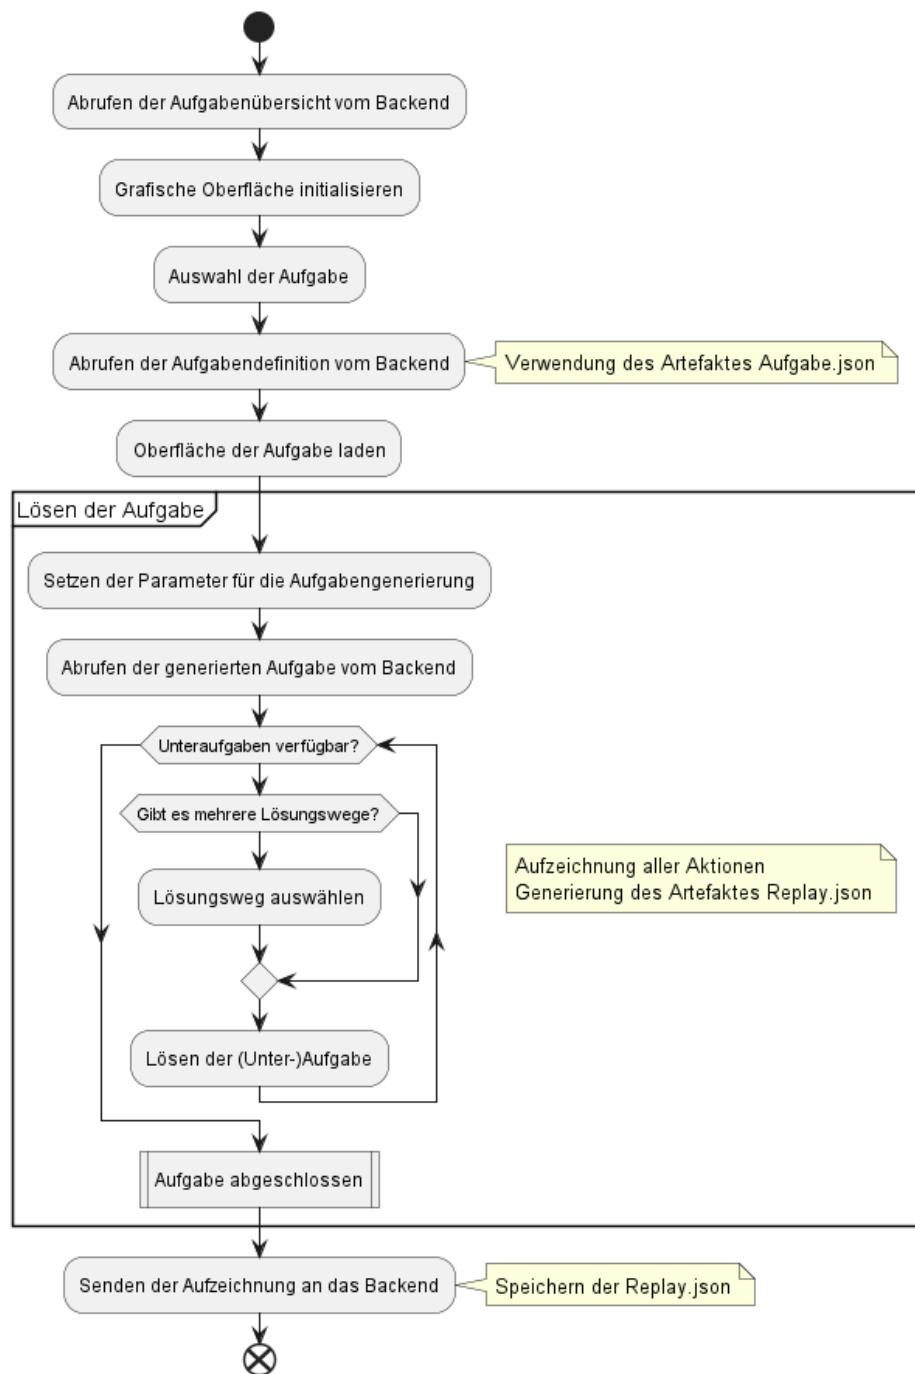 Abrufen der Aufgabenübersicht vom Backend
Grafische Oberfläche initialisieren
Auswahl der Aufgabe
Abrufen der Aufgabendefinition vom Backend
Verwendung des Artefaktes Aufgabe.json
Oberfläche der Aufgabe laden
Lösen der Aufgabe
Setzen der Parameter für die Aufgabengenerierung
Abrufen der generierten Aufgabe vom Backend
Unteraufgaben verfügbar?
Gibt es mehrere Lösungswege?
Lösungsweg auswählen
Aufzeichnung aller Aktionen
Generierung des Artefaktes Replay.json
Lösen der (Unter-)Aufgabe
Aufgabe abgeschlossen
Senden der Aufzeichnung an das Backend
Speichern der Replay.json